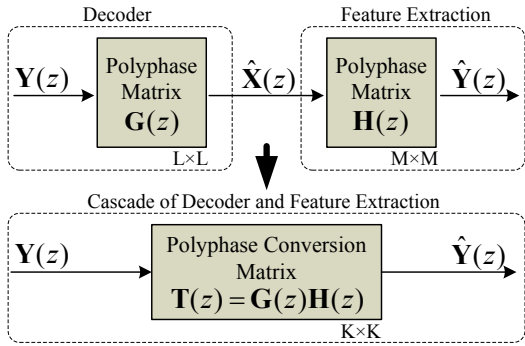 Decoder
Feature Extraction
Y(z)
Polyphase
Matrix
G(z)
L×L
X̂(z)
Polyphase
Matrix
H(z)
M×M
Ŷ(z)
Cascade of Decoder and Feature Extraction
Y(z)
Polyphase Conversion
Matrix
T(z) = G(z)H(z)
K×K
Ŷ(z)